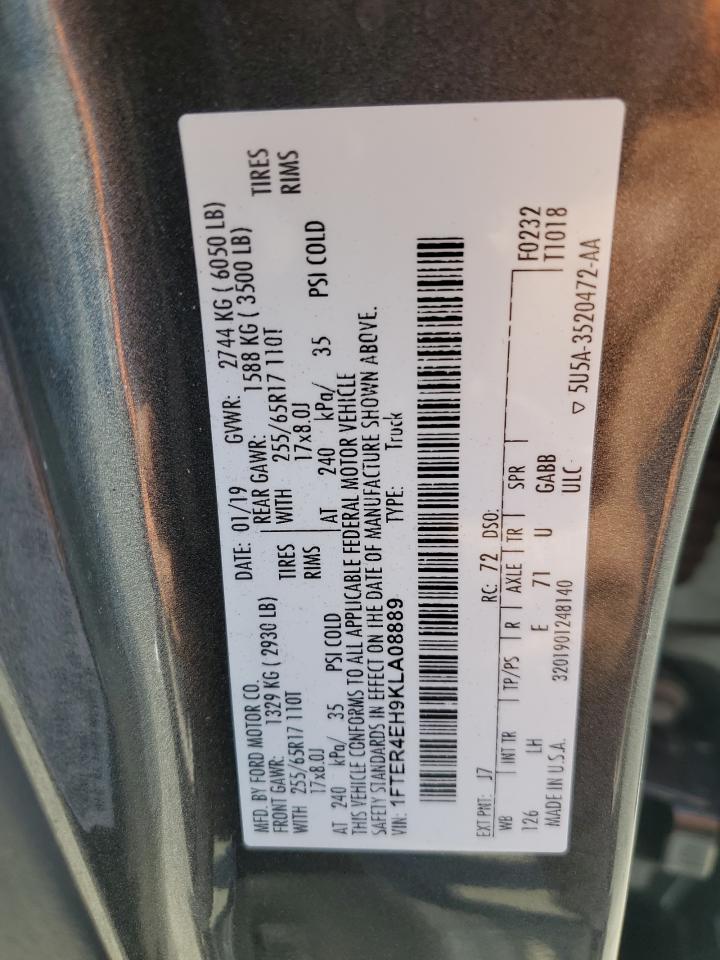 MFD. BY FORD MOTOR CO.
DATE: 01/19 GVWR: 2744 KG ( 6050 LB)
FRONT GAWR: 1329 KG ( 2930 LB) REAR GAWR: 1588 KG ( 3500 LB)
WITH 255/65R17 110T TIRES WITH 255/65R17 110T TIRES
17x8.0J RIMS 17x8.0J RIMS
AT 240 kPa/ 35 PSI COLD AT 240 kPa/ 35 PSI COLD
THIS VEHICLE CONFORMS TO ALL APPLICABLE FEDERAL MOTOR VEHICLE
SAFETY STANDARDS IN EFFECT ON THE DATE OF MANUFACTURE SHOWN ABOVE.
VIN: 1FTER4EH9KLA08889 TYPE: Truck
EXT PNT: J7 RC: 72 DSO: F0232
WB INT TR TP/PS R AXLE TR SPR T1018
126 LH E 71 U GABB
MADE IN U.S.A. 3201901248140 ULC
▽ 5U5A-3520472-AA